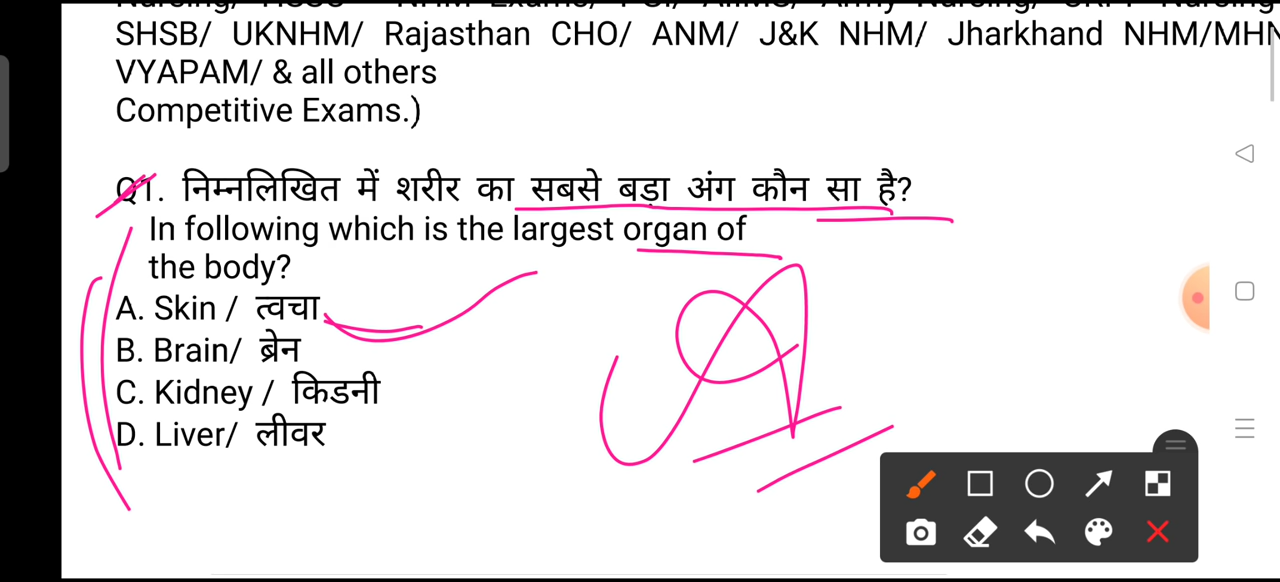 SHSB/ UKNHM/ Rajasthan CHO/ ANM/ J&K NHM/ Jharkhand NHM/MHN
VYAPAM/ & all others
Competitive Exams.)
Q1. निम्नलिखित में शरीर का सबसे बड़ा अंग कौन सा है?
In following which is the largest organ of
the body?
A. Skin / त्वचा
B. Brain/ ब्रेन
C. Kidney / किडनी
D. Liver/ लीवर
A